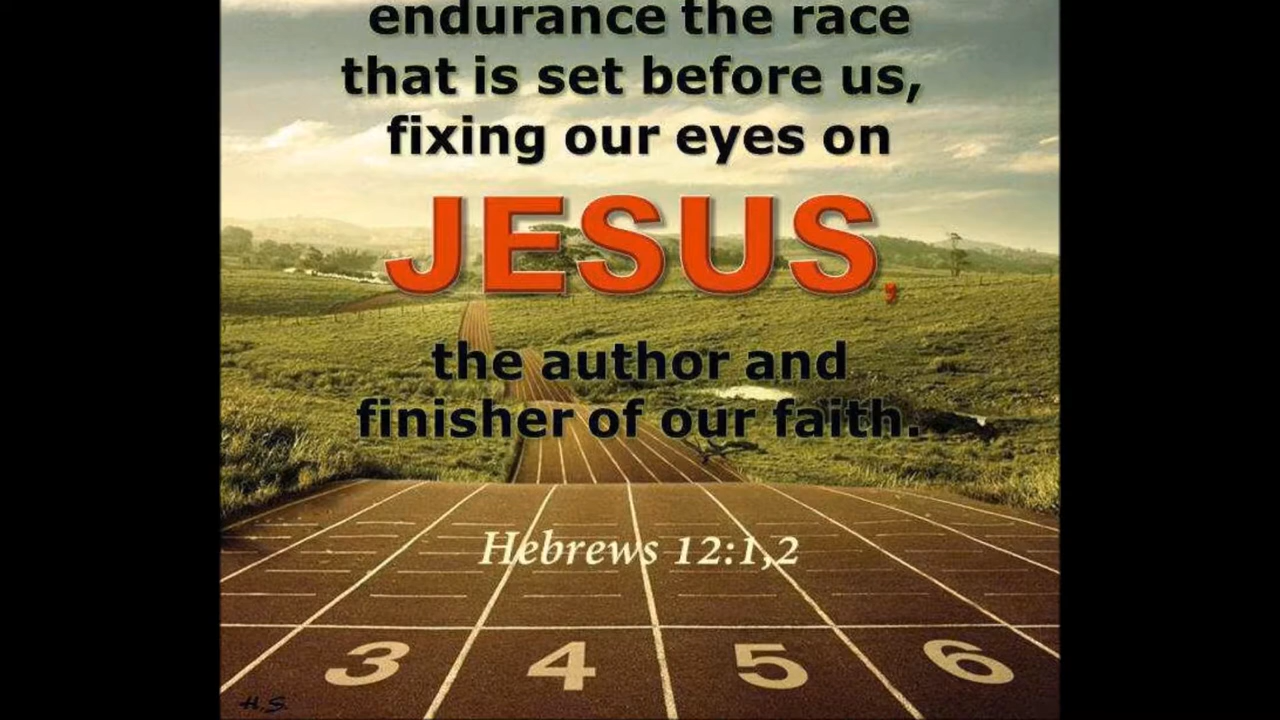 endurance the race
that is set before us,
fixing our eyes on
JESUS,
the author and
finisher of our faith.
Hebrews 12:1,2
3 4 5 6
H.S.